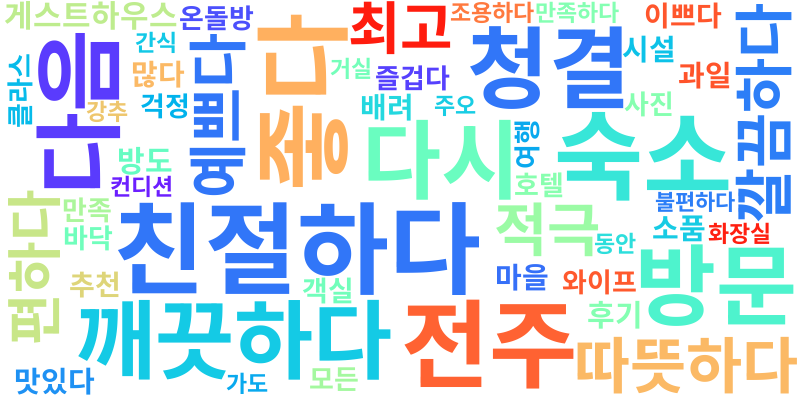 게스트하우스
온돌방
최고
조용하다
만족하다
이쁘다
간식
많다
거실
즐겁다
청결
시설
과일
클라스
다음
강추
걱정
예쁘다
좋다
배려
주오
사진
깔끔하다
방도
컨디션
다시
여행
호텔
숙소
불편하다
편하다
만족
바닥
친절하다
적극
동안
소품
화장실
추천
객실
마을
와이프
방문
후기
깨끗하다
전주
따뜻하다
맛있다
가도
모든